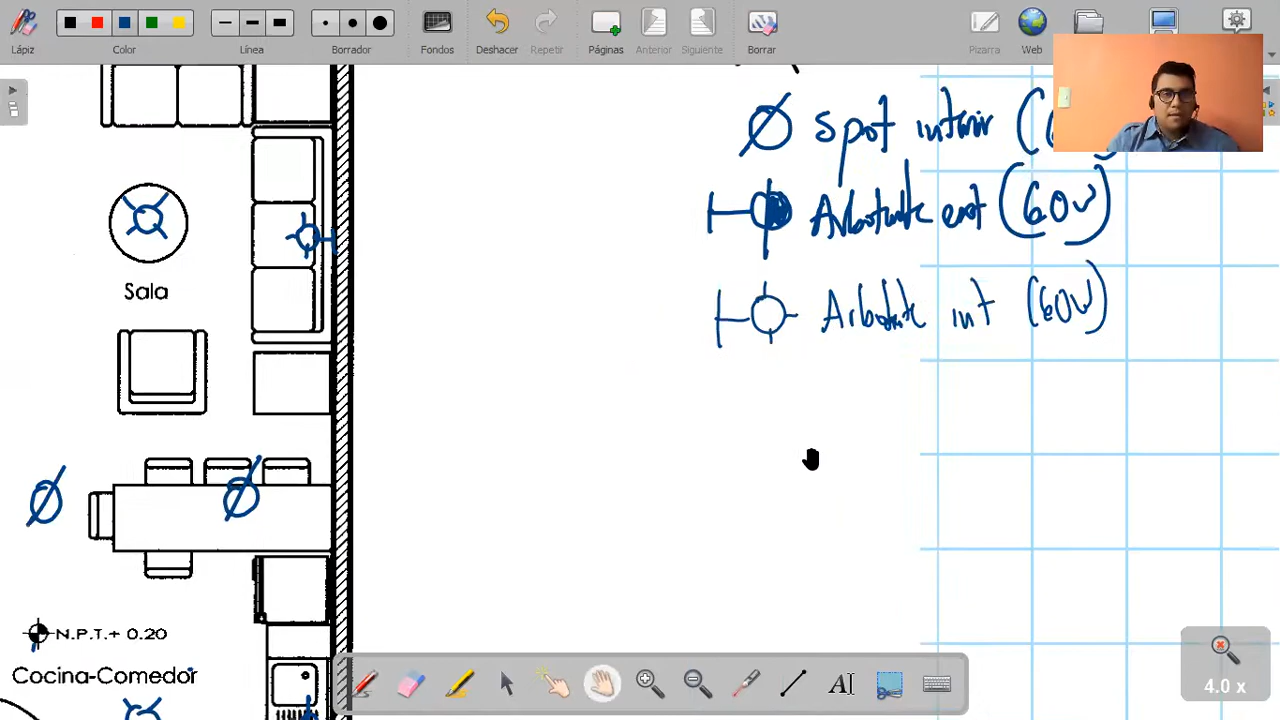 Lápiz
Color
Línea
Borrador
Fondos
Deshacer
Repetir
Páginas
Anterior
Siguiente
Borrar
Pizarra
Web
spot interior (6
Arbotante ext (60w)
Arbotante int (60w)
Sala
N.P.T.+ 0.20
Cocina-Comedor
4.0 x